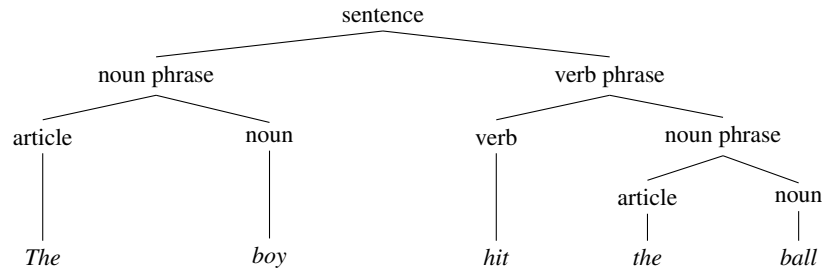 sentence
noun phrase verb phrase
article noun verb noun phrase
article noun
The boy hit the ball